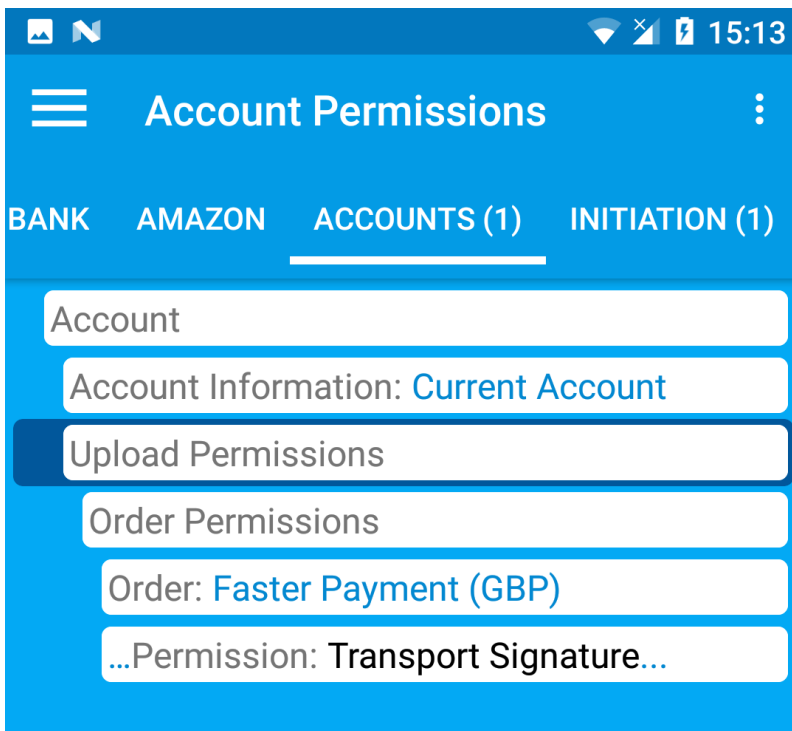 15:13
Account Permissions
BANK AMAZON ACCOUNTS (1) INITIATION (1)
Account
Account Information: Current Account
Upload Permissions
Order Permissions
Order: Faster Payment (GBP)
...Permission: Transport Signature...